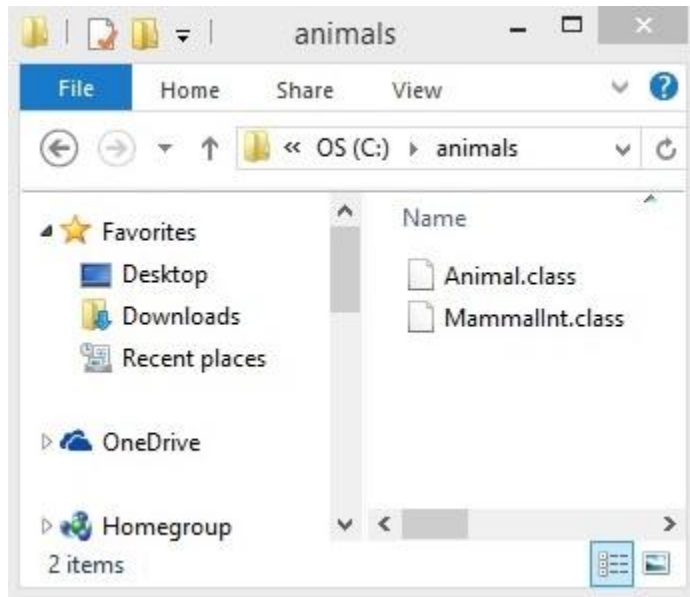 animals
File Home Share View
« OS (C:) animals
Favorites
Desktop
Downloads
Recent places
OneDrive
Homegroup
Name
Animal.class
MammalInt.class
2 items